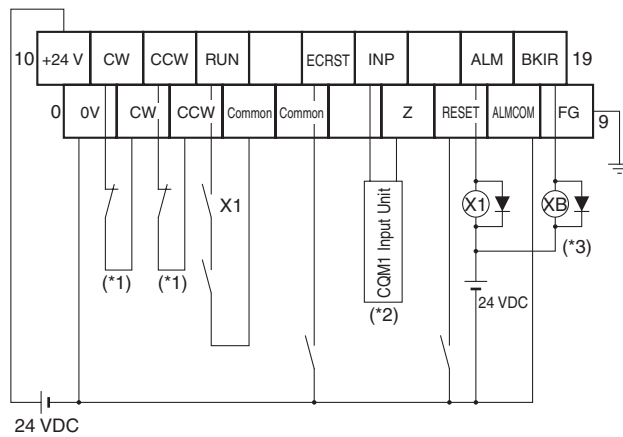 10 +24 V CW CCW RUN ECRST INP ALM BKIR 19
0 0V CW CCW Common Common Z RESET ALMCOM FG 9
X1 X1 XB
CQM1 Input Unit
(*1) (*1) (*2) (*3)
24 VDC
24 VDC